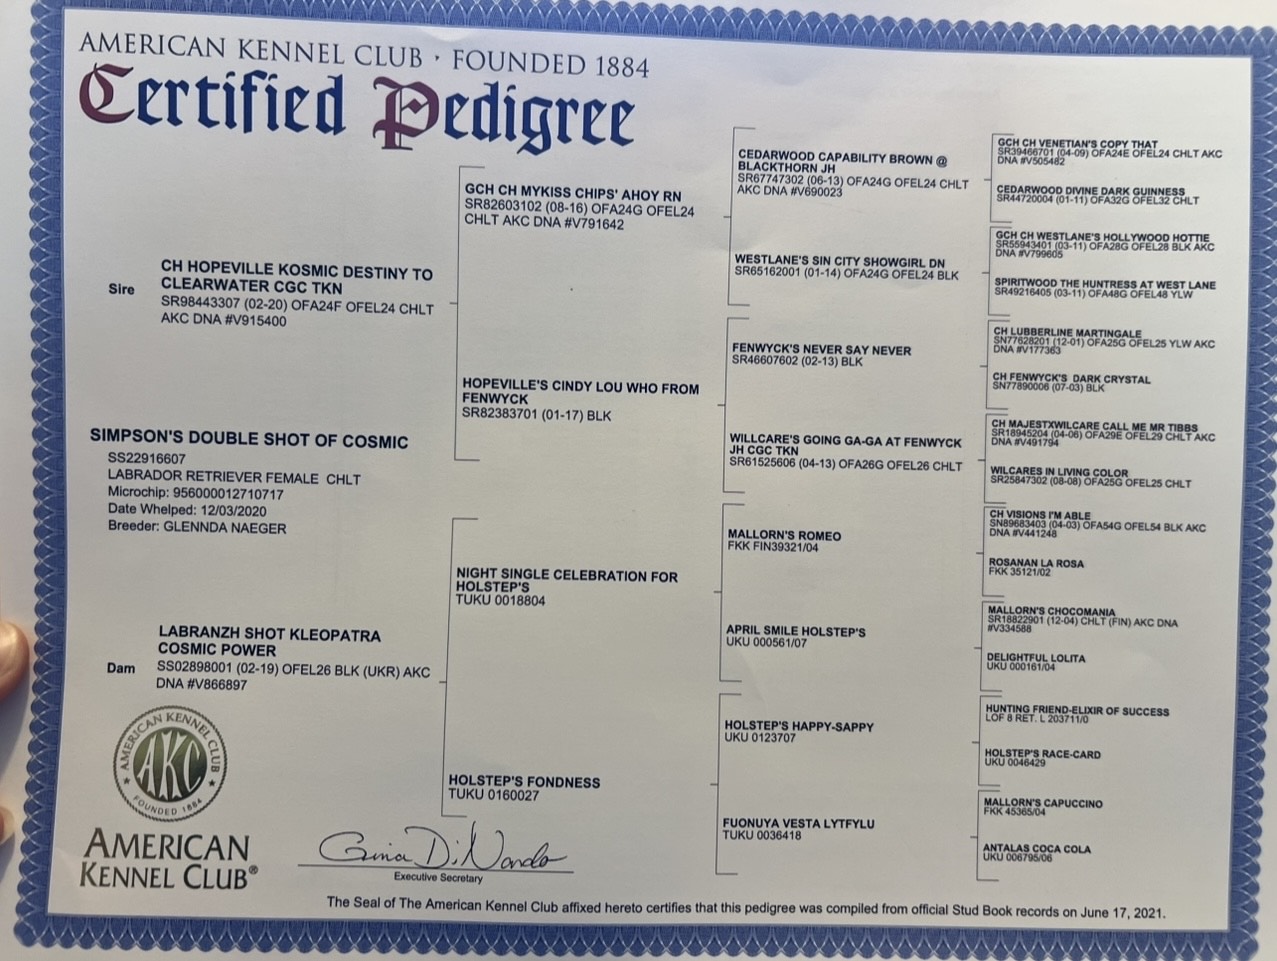 AMERICAN KENNEL CLUB · FOUNDED 1884
Certified Pedigree
Sire
CH HOPEVILLE KOSMIC DESTINY TO
CLEARWATER CGC TKN
SR98443307 (02-20) OFA24F OFEL24 CHLT
AKC DNA #V915400
SIMPSON'S DOUBLE SHOT OF COSMIC
SS22916607
LABRADOR RETRIEVER FEMALE CHLT
Microchip: 956000012710717
Date Whelped: 12/03/2020
Breeder: GLENNDA NAEGER
Dam
LABRANZH SHOT KLEOPATRA
COSMIC POWER
SS02898001 (02-19) OFEL26 BLK (UKR) AKC
DNA #V866897
GCH CH MYKISS CHIPS' AHOY RN
SR82603102 (08-16) OFA24G OFEL24
CHLT AKC DNA #V791642
HOPEVILLE'S CINDY LOU WHO FROM
FENWYCK
SR82383701 (01-17) BLK
NIGHT SINGLE CELEBRATION FOR
HOLSTEP'S
TUKU 0018804
HOLSTEP'S FONDNESS
TUKU 0160027
CEDARWOOD CAPABILITY BROWN @
BLACKTHORN JH
SR67747302 (06-13) OFA24G OFEL24 CHLT
AKC DNA #V690023
WESTLANE'S SIN CITY SHOWGIRL DN
SR65162001 (01-14) OFA24G OFEL24 BLK
FENWYCK'S NEVER SAY NEVER
SR46607602 (02-13) BLK
WILLCARE'S GOING GA-GA AT FENWYCK
JH CGC TKN
SR61525606 (04-13) OFA26G OFEL26 CHLT
MALLORN'S ROMEO
FKK FIN39321/04
APRIL SMILE HOLSTEP'S
UKU 000561/07
HOLSTEP'S HAPPY-SAPPY
UKU 0123707
FUONUYA VESTA LYTFYLU
TUKU 0036418
GCH CH VENETIAN'S COPY THAT
SR39466701 (04-09) OFA24E OFEL24 CHLT AKC
DNA #V505482
CEDARWOOD DIVINE DARK GUINNESS
SR44720004 (01-11) OFA32G OFEL32 CHLT
GCH CH WESTLANE'S HOLLYWOOD HOTTIE
SR55943401 (03-11) OFA28G OFEL28 BLK AKC
DNA #V799605
SPIRITWOOD THE HUNTRESS AT WEST LANE
SR49216405 (03-11) OFA48G OFEL48 YLW
CH LUBBERLINE MARTINGALE
SN77628201 (12-01) OFA25G OFEL25 YLW AKC
DNA #V177363
CH FENWYCK'S DARK CRYSTAL
SN77890006 (07-03) BLK
CH MAJESTXWILCARE CALL ME MR TIBBS
SR18945204 (04-06) OFA29E OFEL29 CHLT AKC
DNA #V491794
WILCARES IN LIVING COLOR
SR25847302 (08-08) OFA25G OFEL25 CHLT
CH VISIONS I'M ABLE
SN89683403 (04-03) OFA54G OFEL54 BLK AKC
DNA #V441248
ROSANAN LA ROSA
FKK 35121/02
MALLORN'S CHOCOMANIA
SR18822901 (12-04) CHLT (FIN) AKC DNA
#V334588
DELIGHTFUL LOLITA
UKU 000161/04
HUNTING FRIEND-ELIXIR OF SUCCESS
LOF 8 RET. L 203711/0
HOLSTEP'S RACE-CARD
UKU 0046429
MALLORN'S CAPUCCINO
FKK 45365/04
ANTALAS COCA COLA
UKU 006795/06
AMERICAN KENNEL CLUB
AKC
FOUNDED 1884
AMERICAN
KENNEL CLUB®
Gina DiNardo
Executive Secretary
The Seal of The American Kennel Club affixed hereto certifies that this pedigree was compiled from official Stud Book records on June 17, 2021.